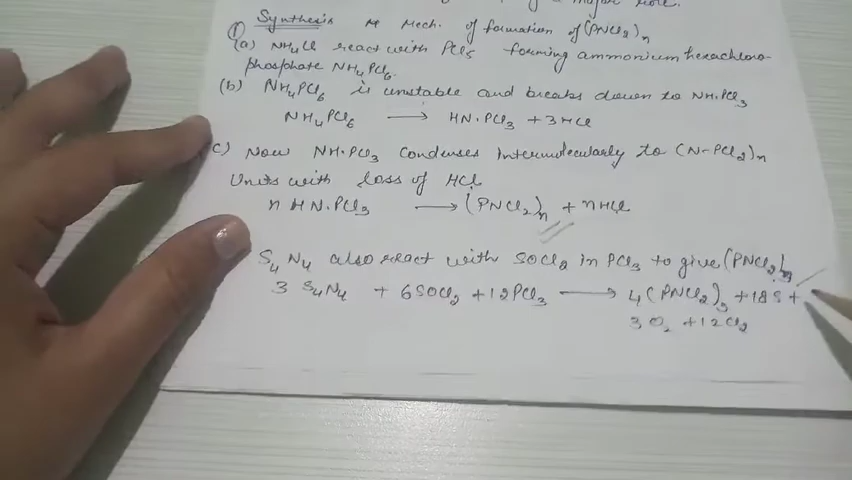 a major role.
① Synthesis Mech. of formation of (PNCl2)n
(a) NH4Cl react with PCl5 forming ammonium hexachloro-
phosphate NH4PCl6.
(b) NH4PCl6 is unstable and breaks down to NH.PCl3
NH4PCl6 → HN.PCl3 + 3HCl
C) Now NH.PCl3 Condenses intermolecularly to (N-PCl2)n
Units with loss of HCl
n HN.PCl3 → (PNCl2)n + nHCl
S4N4 also react with SOCl2 in PCl3 to give (PNCl2)3
3 S4N4 + 6SOCl2 + 12PCl3 → 4(PNCl2)3 + 18S +
3O2 + 12Cl2